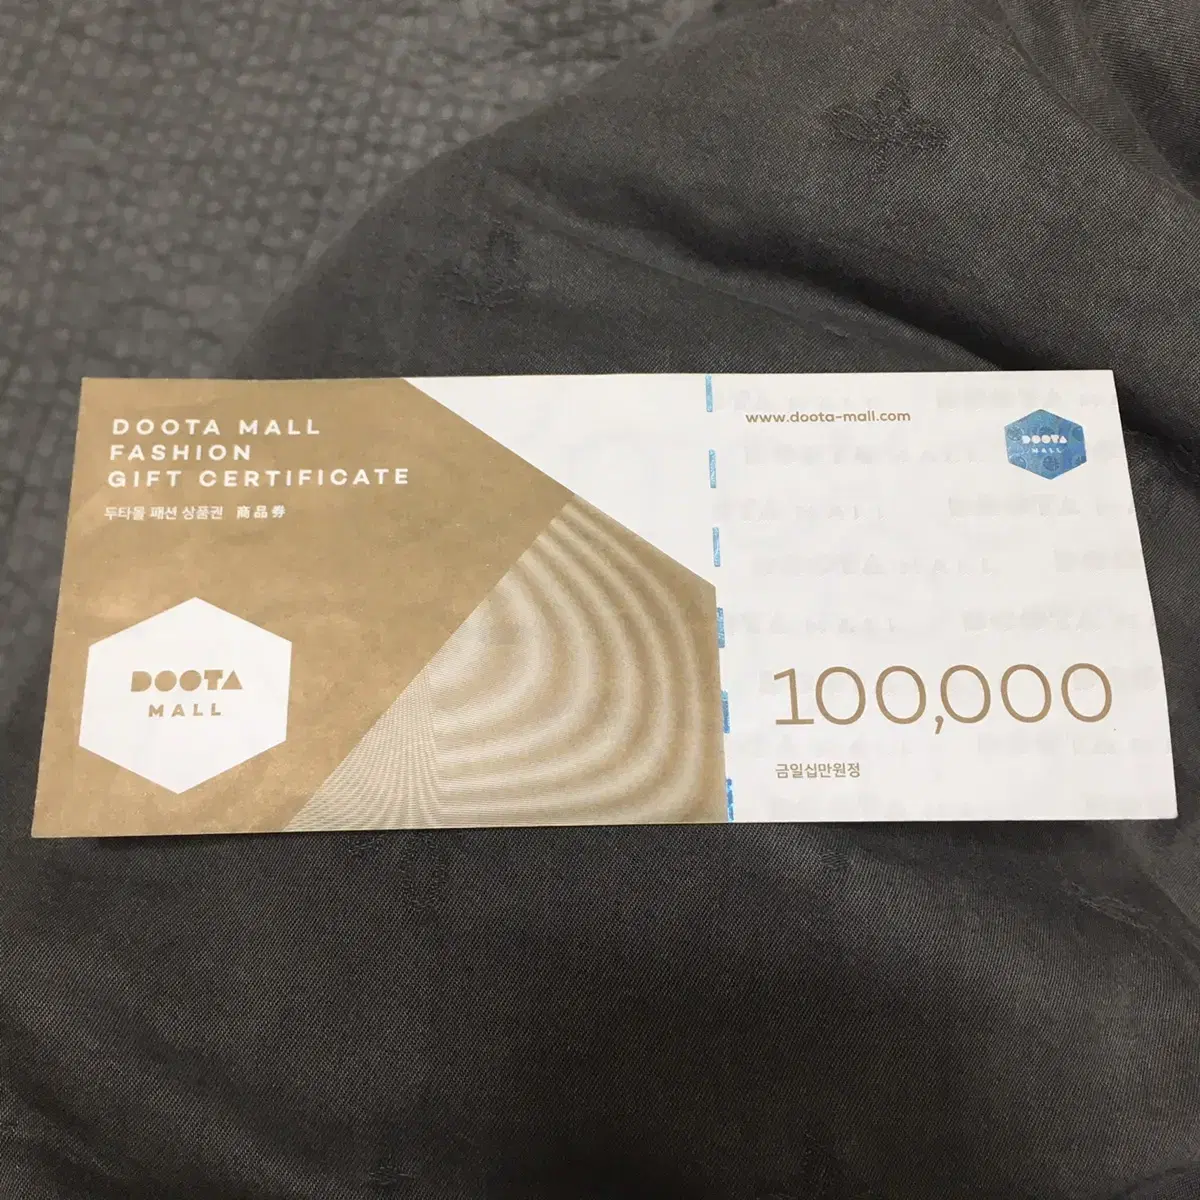 DOOTA MALL
FASHION
GIFT CERTIFICATE
두타몰 패션 상품권 商品券
DOOTA
MALL
www.doota-mall.com
DOOTA
MALL
100,000
금일십만원정